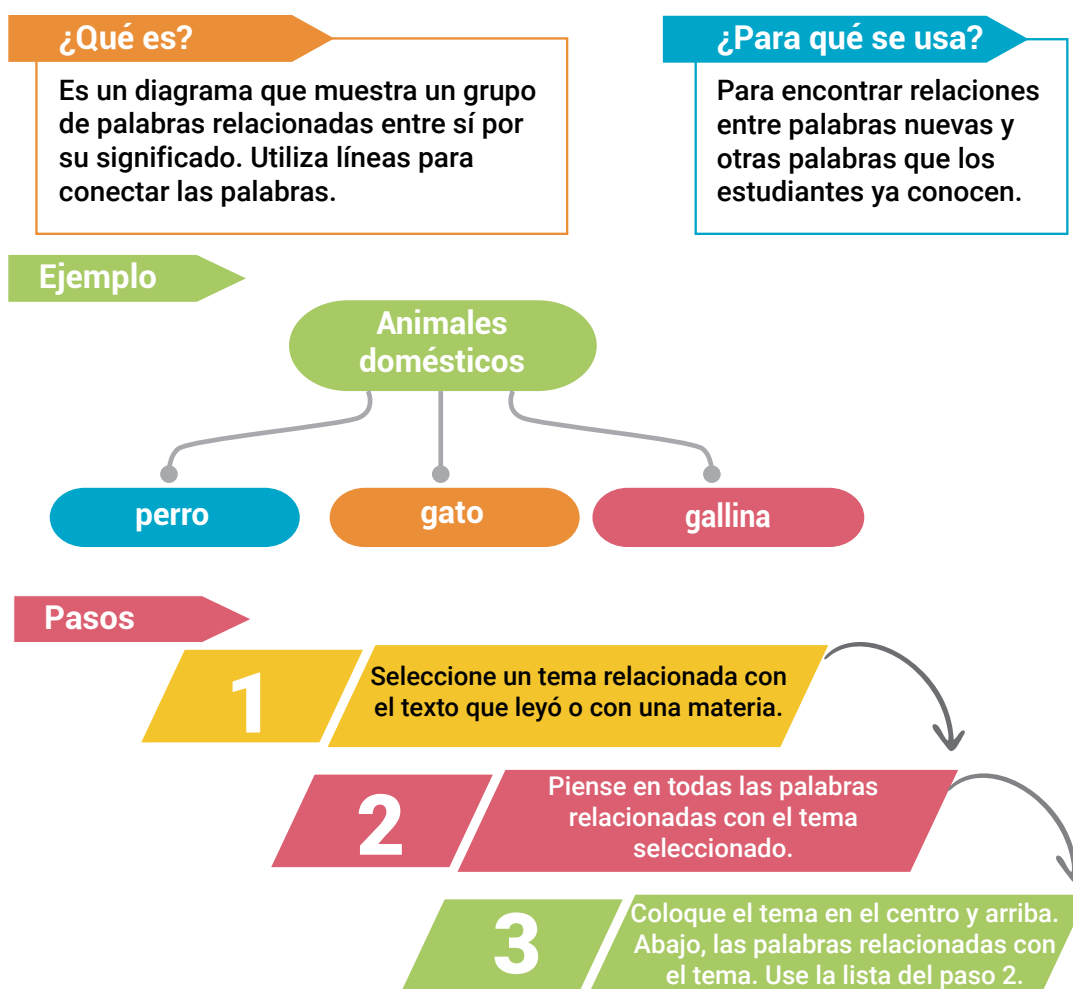 ¿Qué es?
Es un diagrama que muestra un grupo
de palabras relacionadas entre sí por
su significado. Utiliza líneas para
conectar las palabras.
¿Para qué se usa?
Para encontrar relaciones
entre palabras nuevas y
otras palabras que los
estudiantes ya conocen.
Ejemplo
Animales
domésticos
perro
gato
gallina
Pasos
1
Seleccione un tema relacionada con
el texto que leyó o con una materia.
2
Piense en todas las palabras
relacionadas con el tema
seleccionado.
3
Coloque el tema en el centro y arriba.
Abajo, las palabras relacionadas con
el tema. Use la lista del paso 2.